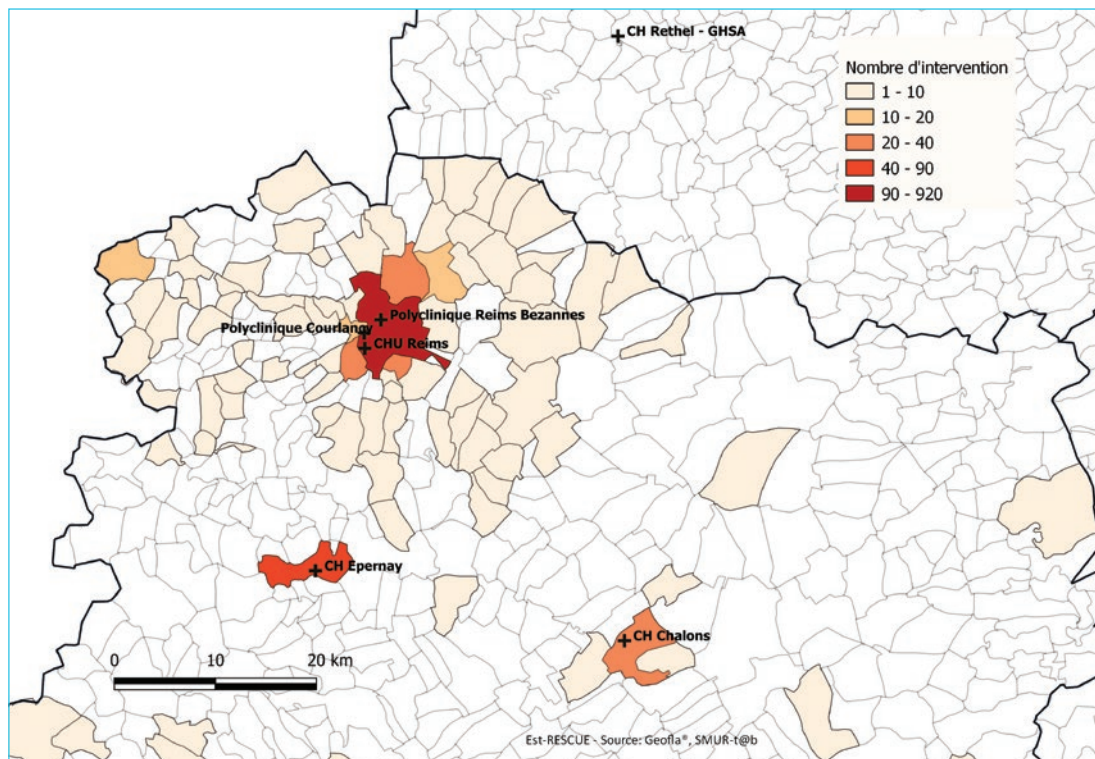 CH Rethel - GHSA
Nombre d'intervention
1 - 10
10 - 20
20 - 40
40 - 90
90 - 920
Polyclinique Reims Bezannes
Polyclinique Courlancy
CHU Reims
CH Epernay
CH Chalons
0 10 20 km
Est-RESCUE - Source: Geofla®, SMUR-t@b